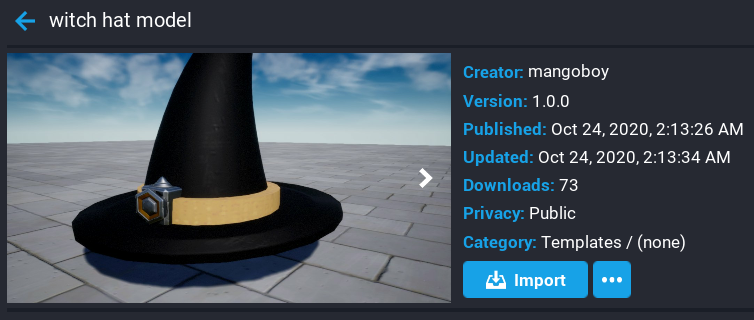 witch hat model
Creator: mangoboy
Version: 1.0.0
Published: Oct 24, 2020, 2:13:26 AM
Updated: Oct 24, 2020, 2:13:34 AM
Downloads: 73
Privacy: Public
Category: Templates / (none)
Import